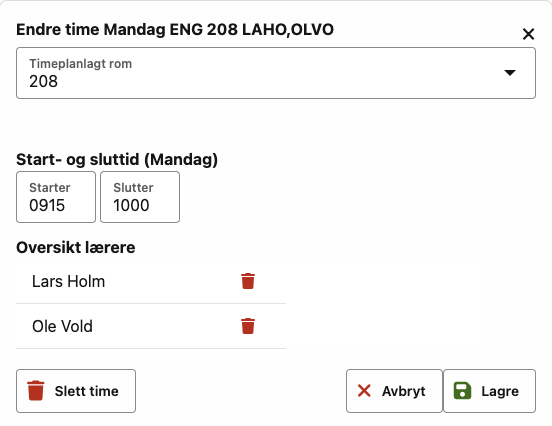 Endre time Mandag ENG 208 LAHO,OLVO
Timeplanlagt rom
208
Start- og sluttid (Mandag)
Starter Slutter
0915 1000
Oversikt lærere
Lars Holm
Ole Vold
Slett time Avbryt Lagre